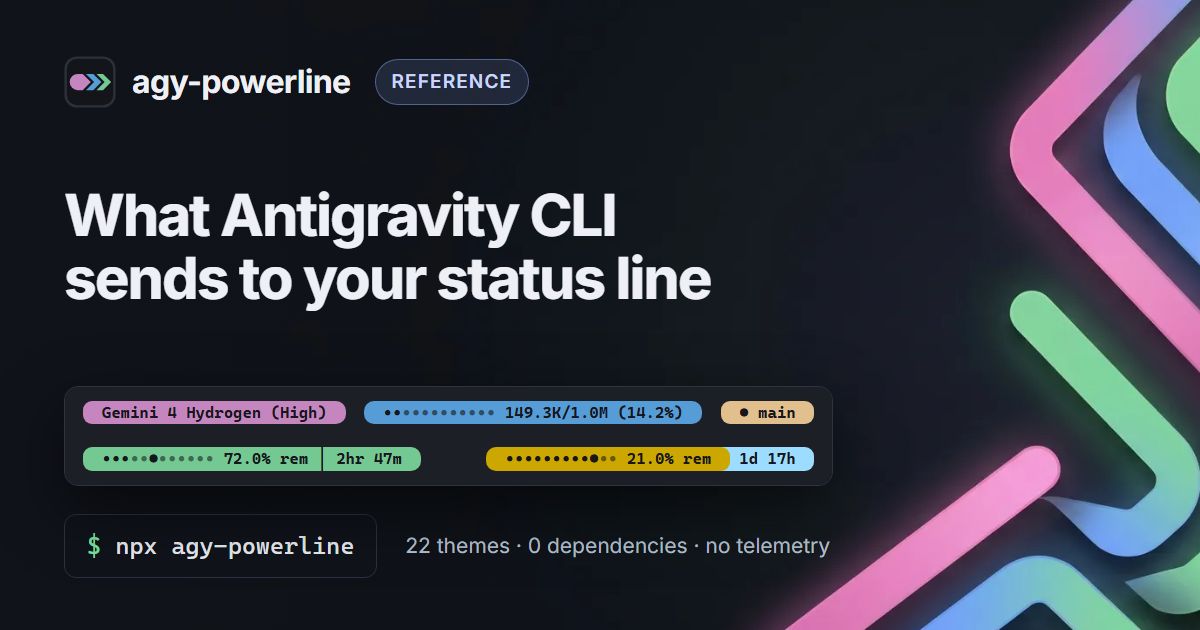 agy-powerline REFERENCE
What Antigravity CLI
sends to your status line
Gemini 4 Hydrogen (High) 149.3K/1.0M (14.2%) main
72.0% rem 2hr 47m 21.0% rem 1d 17h
$ npx agy-powerline 22 themes · 0 dependencies · no telemetry